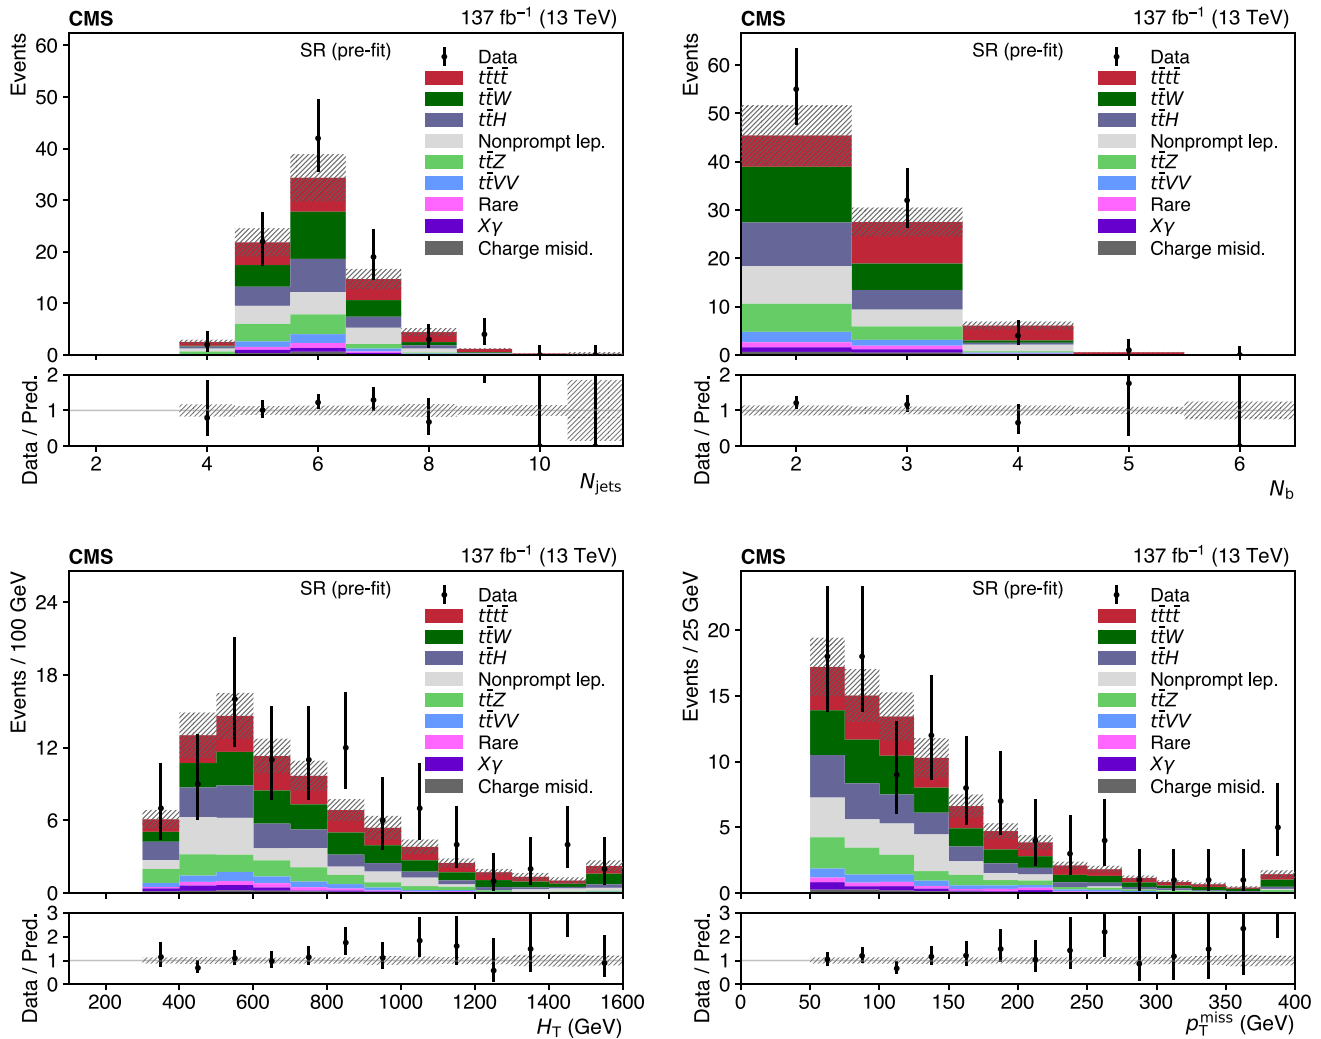 CMS 137 fb⁻¹ (13 TeV)
Events
SR (pre-fit)
60
50
40
30
20
10
0
Data
tt̄tt̄
tt̄W
tt̄H
Nonprompt lep.
tt̄Z
tt̄VV
Rare
Xγ
Charge misid.
Data / Pred.
2
1
0
2 4 6 8 10
N_jets
CMS 137 fb⁻¹ (13 TeV)
Events
SR (pre-fit)
60
50
40
30
20
10
0
Data
tt̄tt̄
tt̄W
tt̄H
Nonprompt lep.
tt̄Z
tt̄VV
Rare
Xγ
Charge misid.
Data / Pred.
2
1
0
2 3 4 5 6
N_b
CMS 137 fb⁻¹ (13 TeV)
Events / 100 GeV
SR (pre-fit)
24
18
12
6
0
Data
tt̄tt̄
tt̄W
tt̄H
Nonprompt lep.
tt̄Z
tt̄VV
Rare
Xγ
Charge misid.
Data / Pred.
3
2
1
0
200 400 600 800 1000 1200 1400 1600
H_T (GeV)
CMS 137 fb⁻¹ (13 TeV)
Events / 25 GeV
SR (pre-fit)
20
15
10
5
0
Data
tt̄tt̄
tt̄W
tt̄H
Nonprompt lep.
tt̄Z
tt̄VV
Rare
Xγ
Charge misid.
Data / Pred.
3
2
1
0
0 50 100 150 200 250 300 350 400
p_T^miss (GeV)